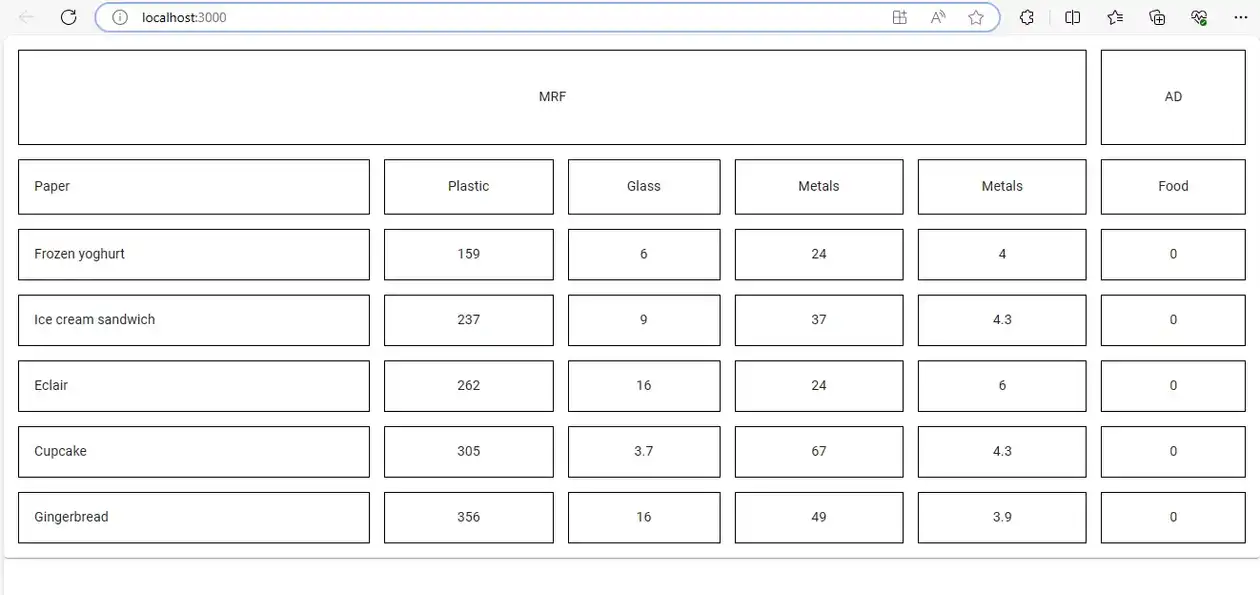 localhost:3000
MRF AD
Paper Plastic Glass Metals Metals Food
Frozen yoghurt 159 6 24 4 0
Ice cream sandwich 237 9 37 4.3 0
Eclair 262 16 24 6 0
Cupcake 305 3.7 67 4.3 0
Gingerbread 356 16 49 3.9 0